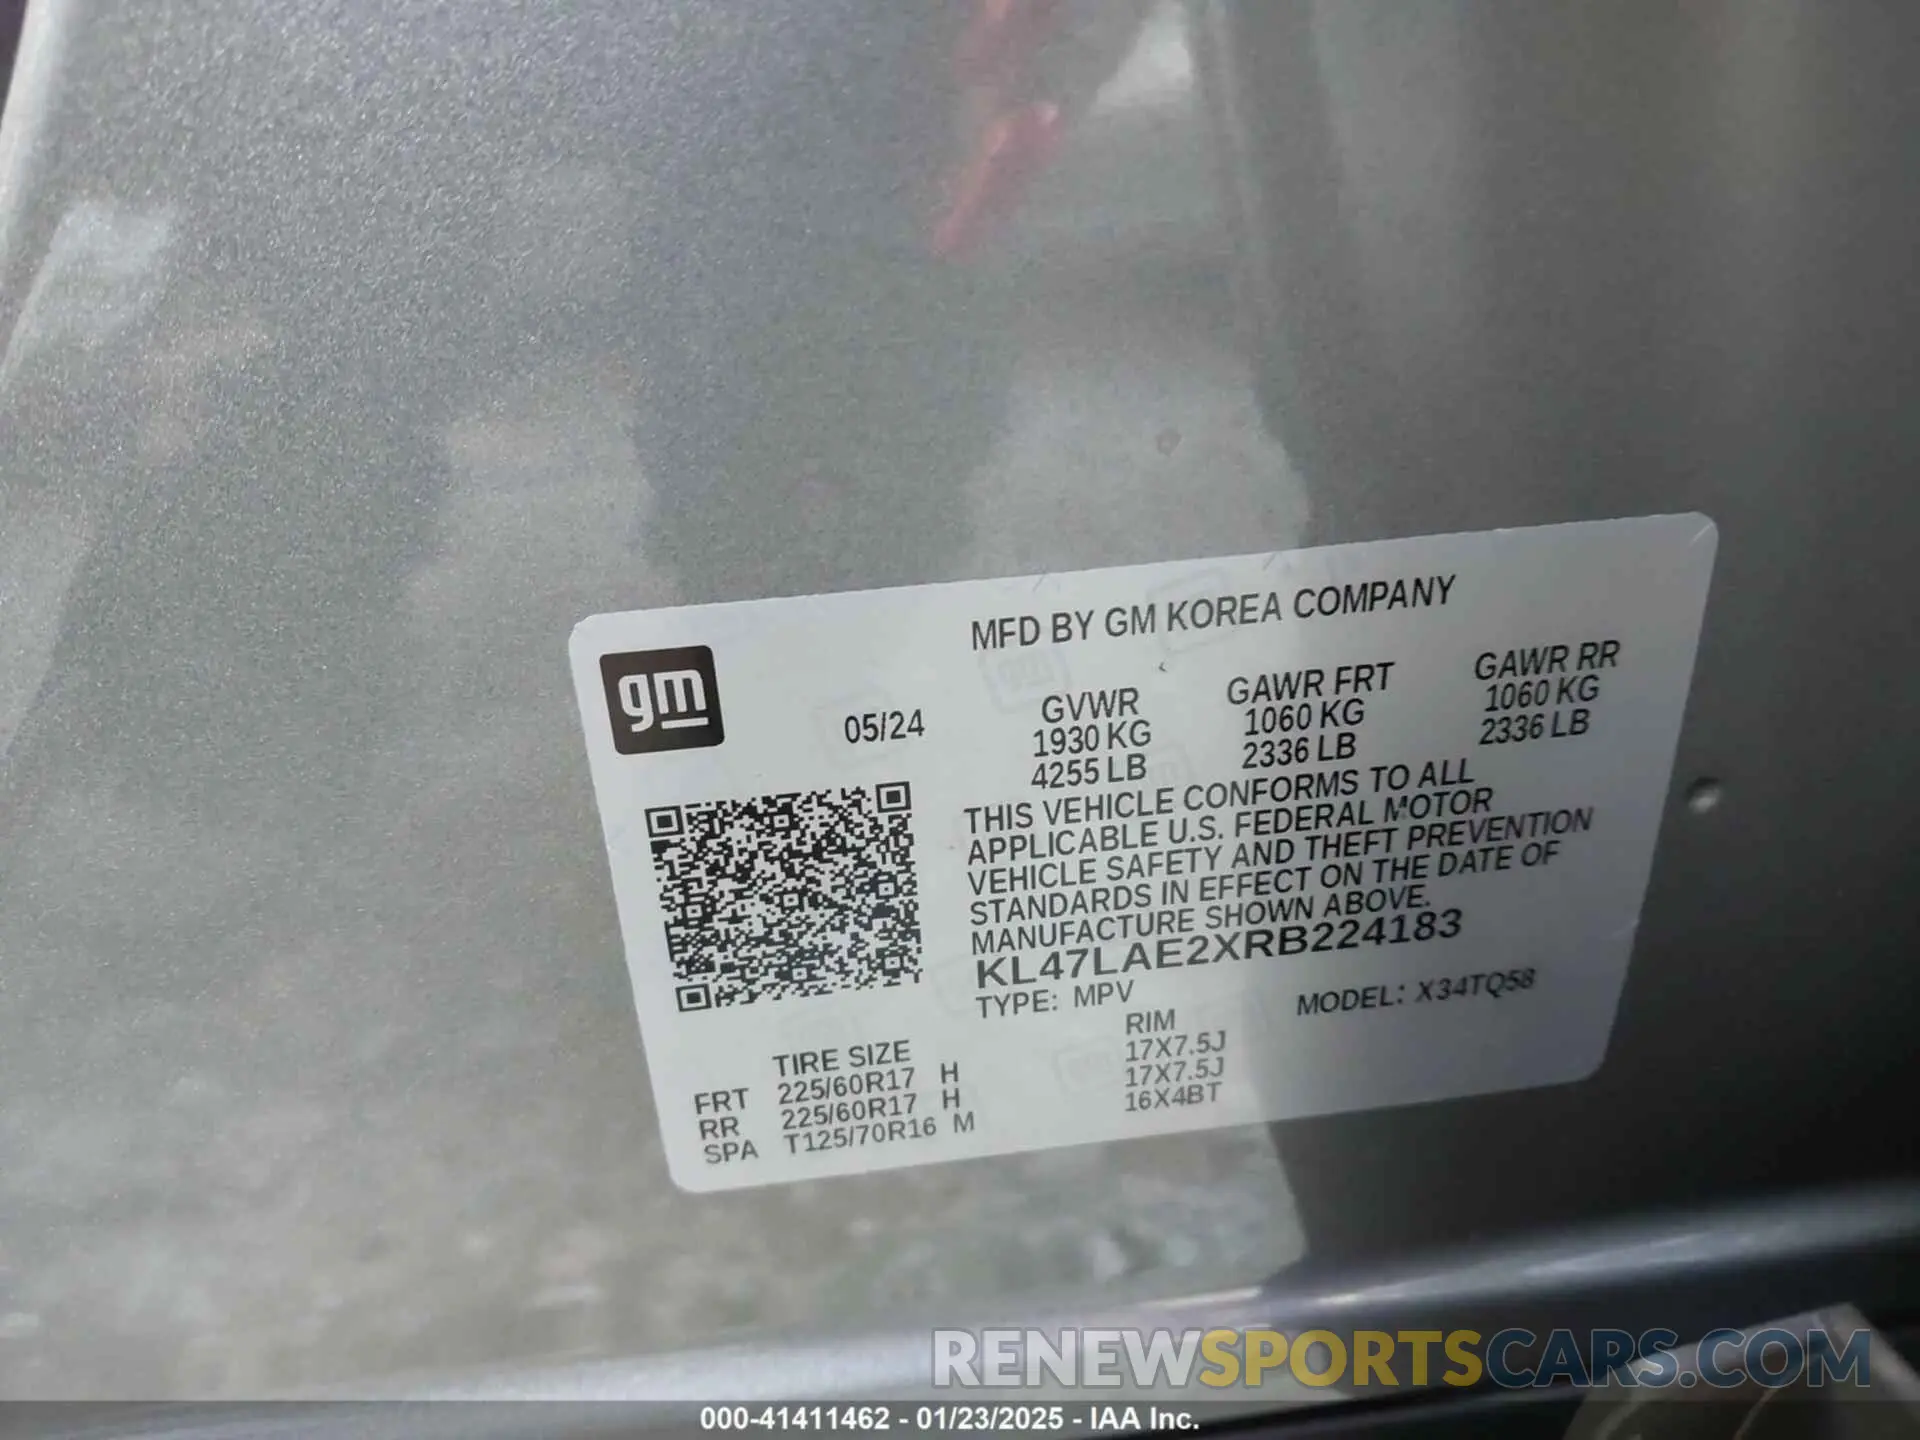 MFD BY GM KOREA COMPANY
gm
05/24
GVWR GAWR FRT GAWR RR
1930 KG 1060 KG 1060 KG
4255 LB 2336 LB 2336 LB
THIS VEHICLE CONFORMS TO ALL
APPLICABLE U.S. FEDERAL MOTOR
VEHICLE SAFETY AND THEFT PREVENTION
STANDARDS IN EFFECT ON THE DATE OF
MANUFACTURE SHOWN ABOVE.
KL47LAE2XRB224183
TYPE: MPV MODEL: X34TQ58
TIRE SIZE RIM
FRT 225/60R17 H 17X7.5J
RR 225/60R17 H 17X7.5J
SPA T125/70R16 M 16X4BT
RENEWSPORTSCARS.COM
000-41411462 - 01/23/2025 - IAA Inc.